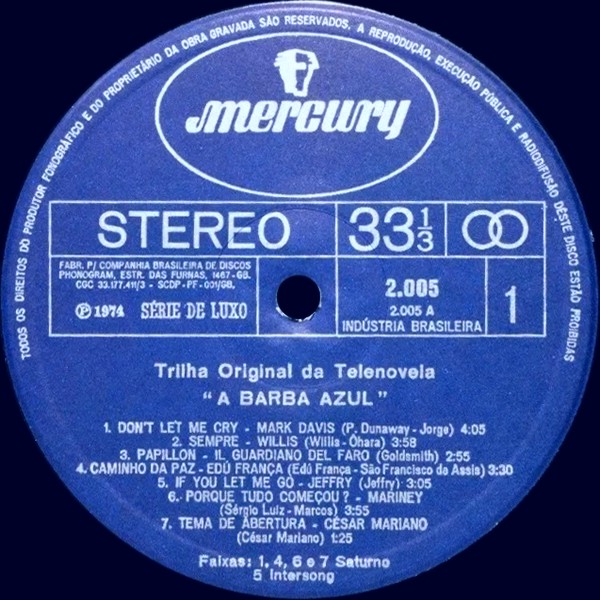 TODOS OS DIREITOS DO PRODUTOR FONOGRÁFICO E DO PROPRIETÁRIO DA OBRA GRAVADA SÃO RESERVADOS. A REPRODUÇÃO, EXECUÇÃO PÚBLICA E RADIODIFUSÃO DÊSTE DISCO ESTÃO PROIBIDAS
mercury
STEREO 33 1/3
FABR. P/ COMPANHIA BRASILEIRA DE DISCOS
PHONOGRAM, ESTR. DAS FURNAS, 1467-GB.
CGC 33.177.411/3 - SCDP-PF-001/GB.
Ⓟ 1974 SÉRIE DE LUXO
2.005
2.005 A
INDÚSTRIA BRASILEIRA
1
Trilha Original da Telenovela
"A BARBA AZUL"
1. DON'T LET ME CRY - MARK DAVIS (P. Dunaway - Jorge) 4:05
2. SEMPRE - WILLIS (Willis-Óhara) 3:58
3. PAPILLON - IL GUARDIANO DEL FARO (Goldsmith) 2:55
4. CAMINHO DA PAZ - EDÚ FRANÇA (Edú França - São Francisco de Assis) 3:30
5. IF YOU LET ME GO - JEFFRY (Jeffry) 3:05
6. PORQUE TUDO COMEÇOU? - MARINEY
(Sérgio Luiz - Marcos) 3:55
7. TEMA DE ABERTURA - CÉSAR MARIANO
(César Mariano) 1:25
Faixas: 1, 4, 6 e 7 Saturno
5 Intersong